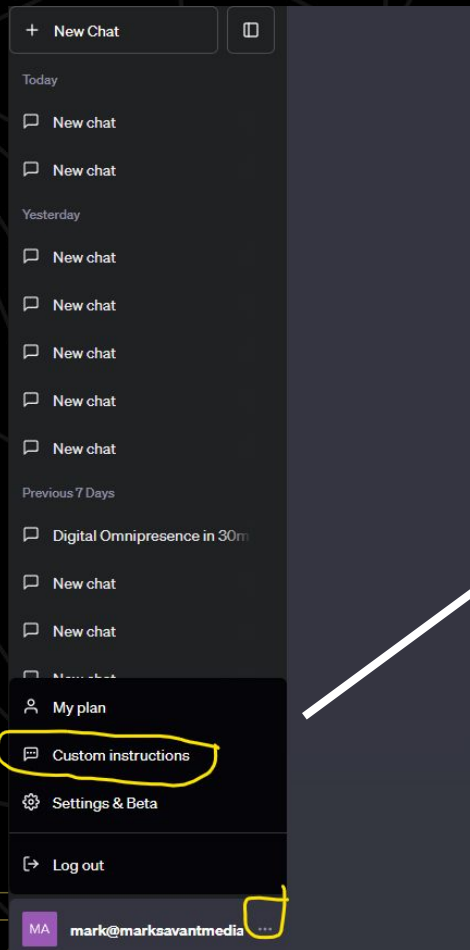 New Chat
Today
New chat
New chat
Yesterday
New chat
New chat
New chat
New chat
New chat
Previous 7 Days
Digital Omnipresence in 30m
New chat
New chat
My plan
Custom instructions
Settings & Beta
Log out
MA mark@marksavantmedia ...